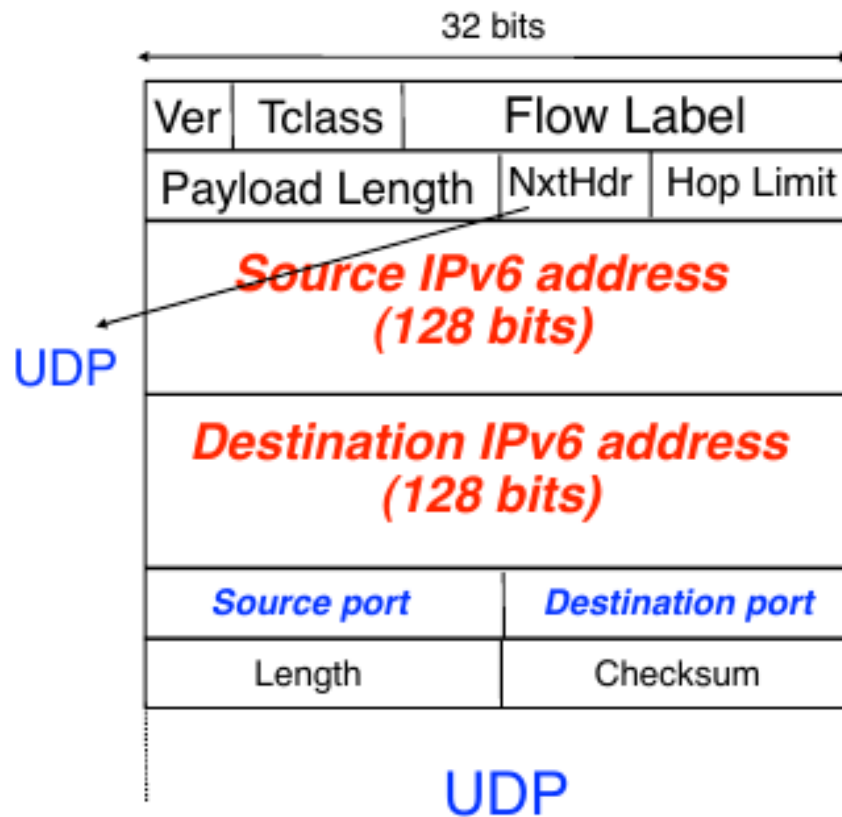 32 bits
Ver Tclass Flow Label
Payload Length NxtHdr Hop Limit
Source IPv6 address
(128 bits)
UDP
Destination IPv6 address
(128 bits)
Source port Destination port
Length Checksum
UDP